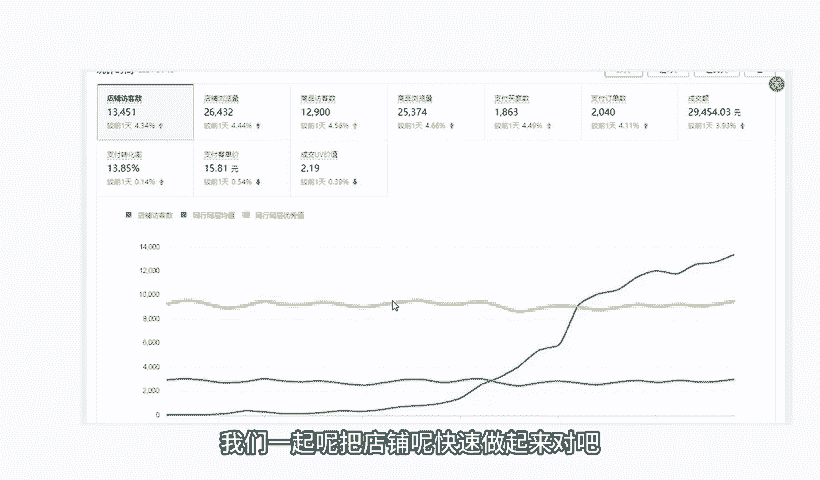 店铺访客数 店铺浏览量 商品访客数 商品浏览量 支付买家数 支付订单数 成交额
13,451 26,432 12,900 25,374 1,863 2,040 29,454.03 元
较前1天 4.34% 较前1天 4.44% 较前1天 4.58% 较前1天 4.66% 较前1天 4.49% 较前1天 4.11% 较前1天 3.93%
支付转化率 支付客单价 成交UV价值
13.85% 15.81 元 2.19
较前1天 0.14% 较前1天 0.54% 较前1天 0.39%
店铺访客数 同行同层均值 同行同层优秀值
14,000
12,000
10,000
8,000
6,000
4,000
2,000
0
我们一起呢把店铺呢快速做起来对吧